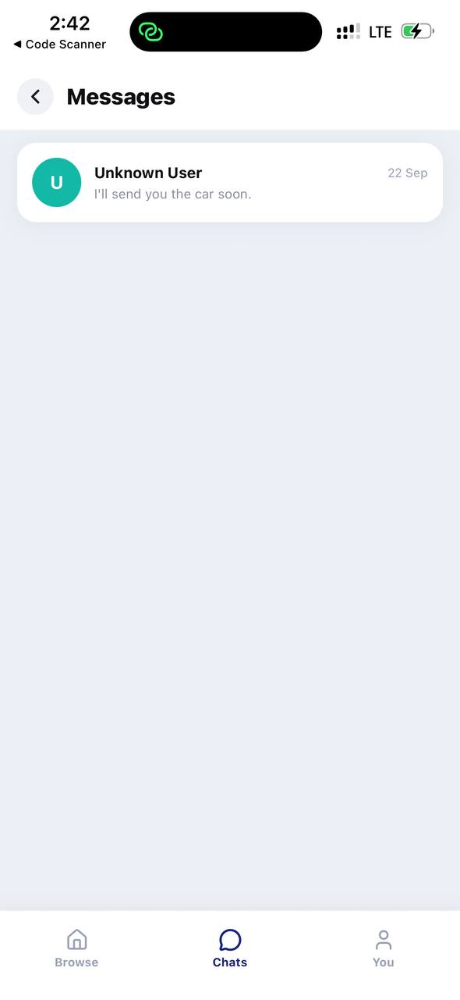 2:42
◀ Code Scanner
LTE
Messages
U
Unknown User
22 Sep
I'll send you the car soon.
Browse
Chats
You